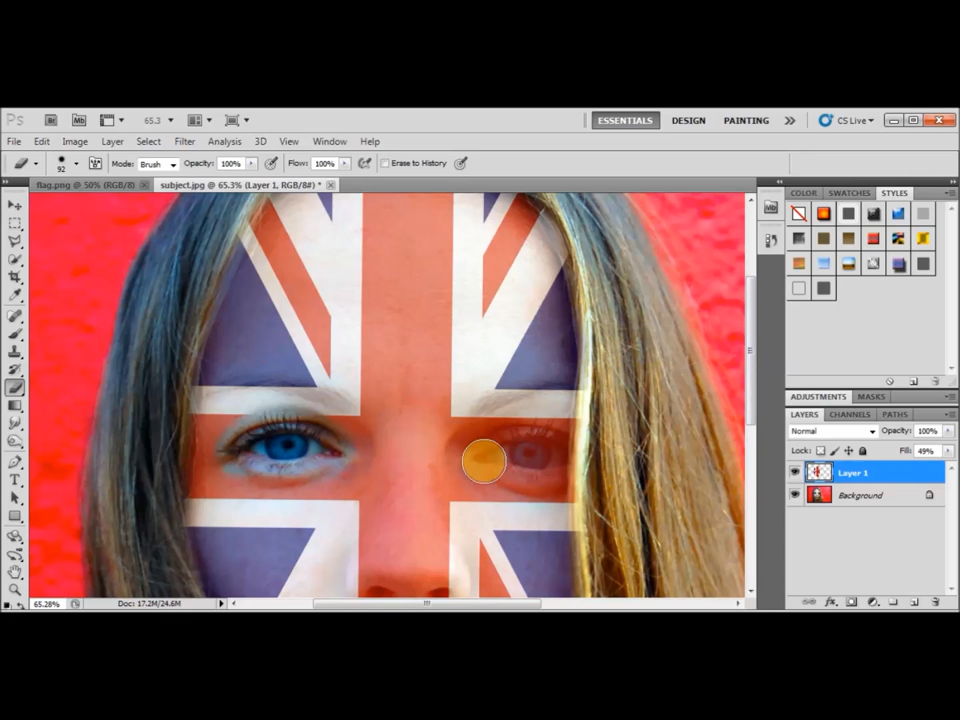 Ps Br Mb 65.3 ESSENTIALS DESIGN PAINTING CS Live
File Edit Image Layer Select Filter Analysis 3D View Window Help
92 Mode: Brush Opacity: 100% Flow: 100% Erase to History
flag.png @ 50% (RGB/8) subject.jpg @ 65.3% (Layer 1, RGB/8#) *
COLOR SWATCHES STYLES
Mb
ADJUSTMENTS MASKS
LAYERS CHANNELS PATHS
Normal Opacity: 100%
Lock: Fill: 49%
Layer 1
Background
65.28% Doc: 17.2M/24.6M